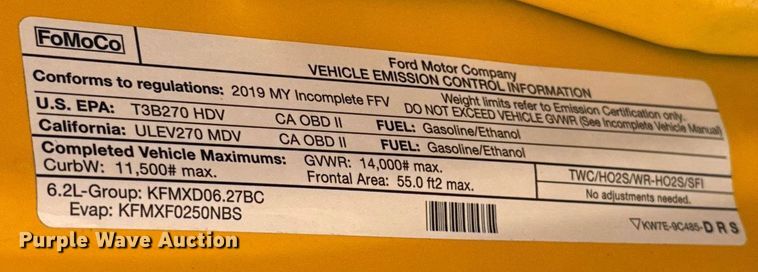 FoMoCo
Ford Motor Company
VEHICLE EMISSION CONTROL INFORMATION
Conforms to regulations: 2019 MY Incomplete FFV
Weight limits refer to Emission Certification only.
DO NOT EXCEED VEHICLE GVWR (See Incomplete Vehicle Manual)
U.S. EPA: T3B270 HDV CA OBD II FUEL: Gasoline/Ethanol
California: ULEV270 MDV CA OBD II FUEL: Gasoline/Ethanol
Completed Vehicle Maximums: GVWR: 14,000# max.
CurbW: 11,500# max. Frontal Area: 55.0 ft2 max.
TWC/HO2S/WR-HO2S/SFI
No adjustments needed.
6.2L-Group: KFMXD06.27BC
Evap: KFMXF0250NBS
KW7E-9C485-DRS
Purple Wave Auction